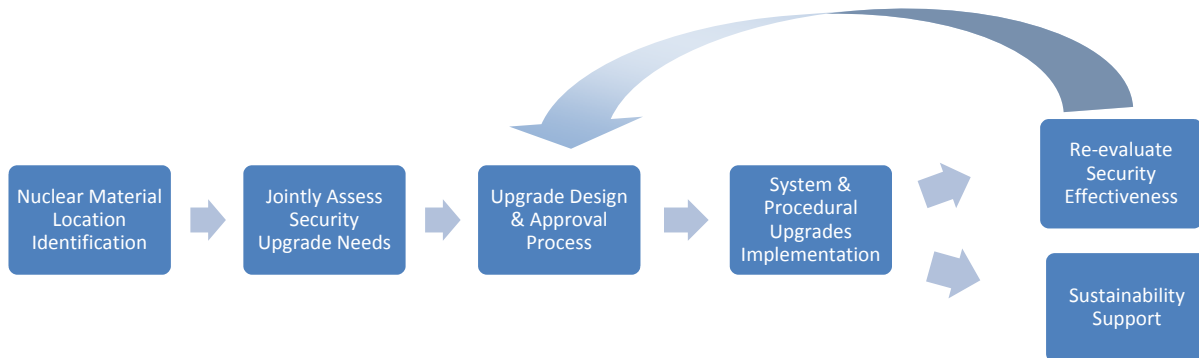 Nuclear Material
Location
Identification
Jointly Assess
Security
Upgrade Needs
Upgrade Design
& Approval
Process
System &
Procedural
Upgrades
Implementation
Re-evaluate
Security
Effectiveness
Sustainability
Support